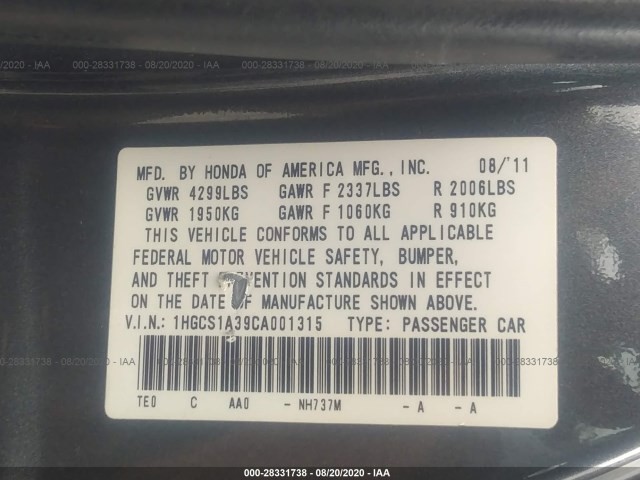 000-28331738 - 08/20/2020 - IAA
MFD. BY HONDA OF AMERICA MFG., INC. 08/'11
GVWR 4299LBS GAWR F 2337LBS R 2006LBS
GVWR 1950KG GAWR F 1060KG R 910KG
THIS VEHICLE CONFORMS TO ALL APPLICABLE
FEDERAL MOTOR VEHICLE SAFETY, BUMPER,
AND THEFT STANDARDS IN EFFECT
ON THE DATE OF MANUFACTURE SHOWN ABOVE.
V.I.N.: 1HGCS1A39CA001315 TYPE: PASSENGER CAR
TE0 C AA0 - NH737M - A - A
000-28331738 - 08/20/2020 - IAA